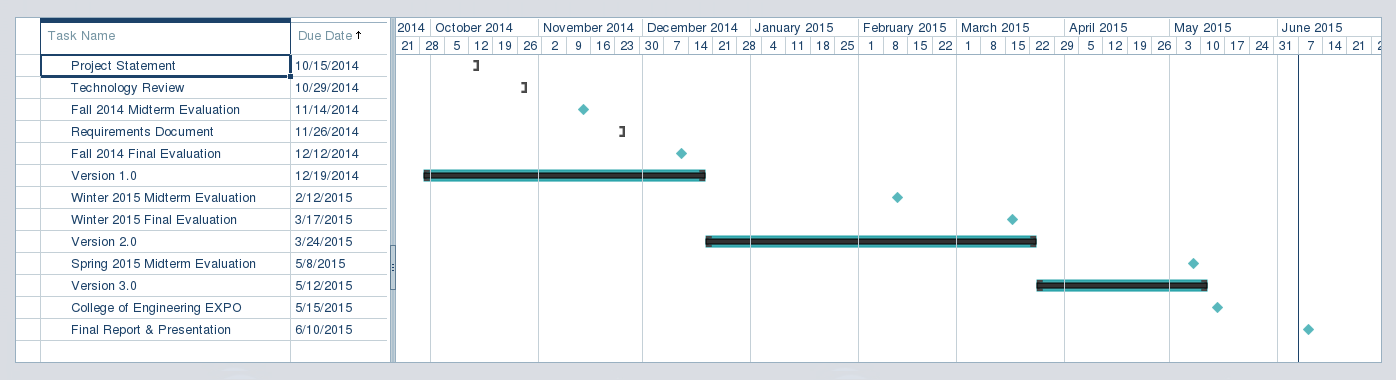 2014 October 2014 November 2014 December 2014 January 2015 February 2015 March 2015 April 2015 May 2015 June 2015
Task Name Due Date ↑
21 28 5 12 19 26 2 9 16 23 30 7 14 21 28 4 11 18 25 1 8 15 22 1 8 15 22 29 5 12 19 26 3 10 17 24 31 7 14 21
Project Statement 10/15/2014
Technology Review 10/29/2014
Fall 2014 Midterm Evaluation 11/14/2014
Requirements Document 11/26/2014
Fall 2014 Final Evaluation 12/12/2014
Version 1.0 12/19/2014
Winter 2015 Midterm Evaluation 2/12/2015
Winter 2015 Final Evaluation 3/17/2015
Version 2.0 3/24/2015
Spring 2015 Midterm Evaluation 5/8/2015
Version 3.0 5/12/2015
College of Engineering EXPO 5/15/2015
Final Report & Presentation 6/10/2015